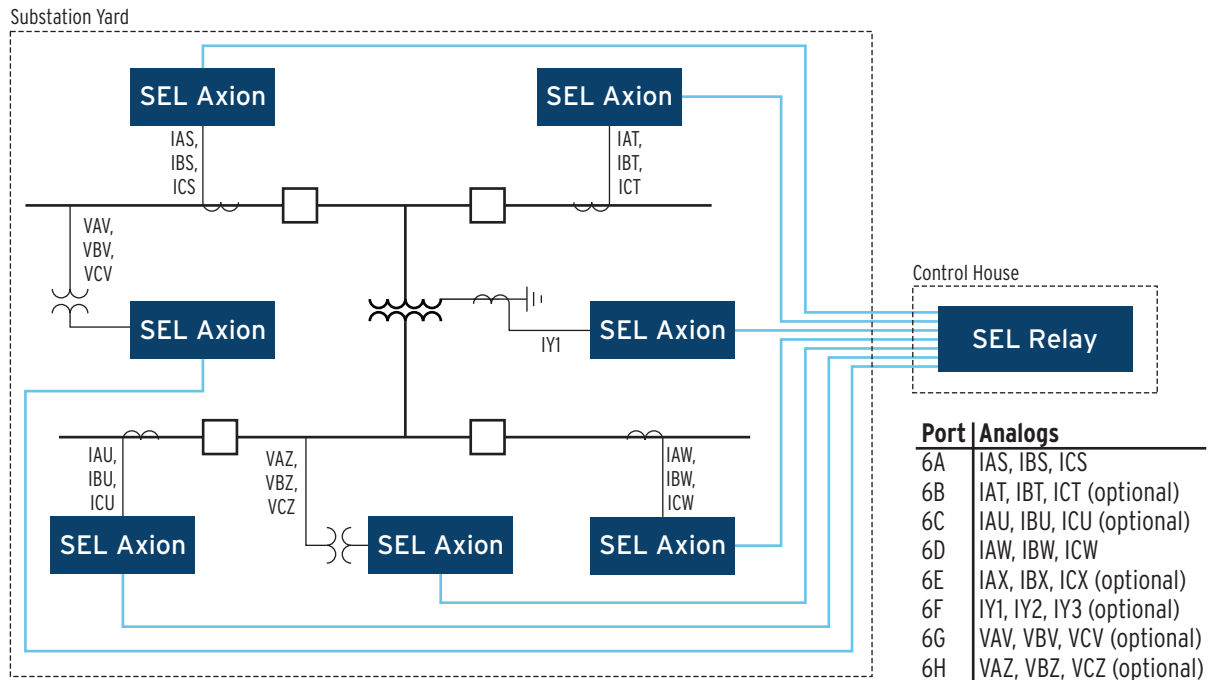 Substation Yard
SEL Axion
SEL Axion
IAS,
IBS,
ICS
IAT,
IBT,
ICT
VAV,
VBV,
VCV
SEL Axion
SEL Axion
IY1
Control House
SEL Relay
IAU,
IBU,
ICU
VAZ,
VBZ,
VCZ
IAW,
IBW,
ICW
SEL Axion
SEL Axion
SEL Axion
Port Analogs
6A IAS, IBS, ICS
6B IAT, IBT, ICT (optional)
6C IAU, IBU, ICU (optional)
6D IAW, IBW, ICW
6E IAX, IBX, ICX (optional)
6F IY1, IY2, IY3 (optional)
6G VAV, VBV, VCV (optional)
6H VAZ, VBZ, VCZ (optional)